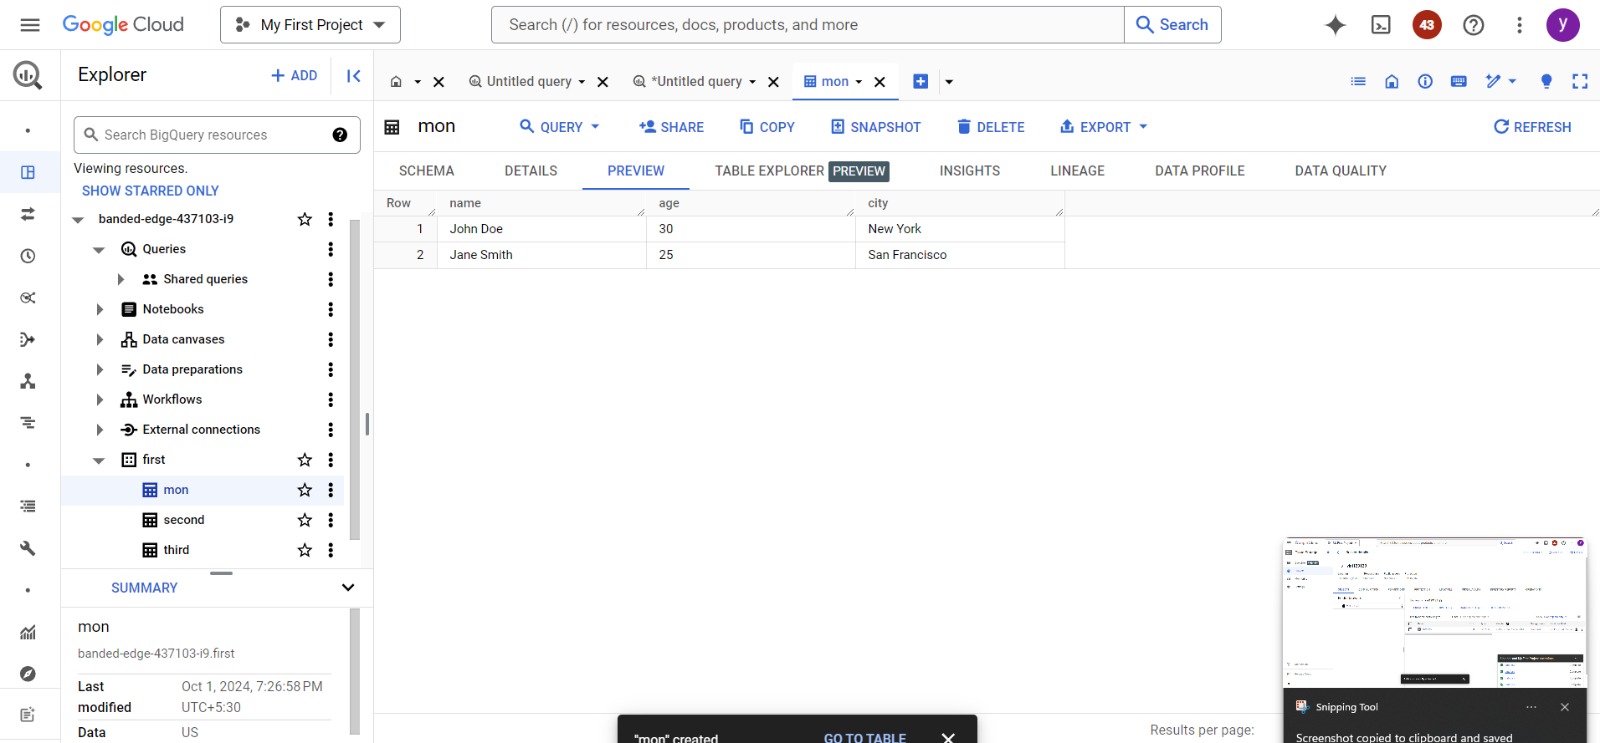 Google Cloud
My First Project
Search (/) for resources, docs, products, and more
Search
43
y
Explorer
+ ADD
Untitled query
*Untitled query
mon
Search BigQuery resources
Viewing resources.
SHOW STARRED ONLY
banded-edge-437103-i9
Queries
Shared queries
Notebooks
Data canvases
Data preparations
Workflows
External connections
first
mon
second
third
SUMMARY
mon
banded-edge-437103-i9.first
Last modified Oct 1, 2024, 7:26:58 PM UTC+5:30
Data US
mon
QUERY SHARE COPY SNAPSHOT DELETE EXPORT REFRESH
SCHEMA DETAILS PREVIEW TABLE EXPLORER PREVIEW INSIGHTS LINEAGE DATA PROFILE DATA QUALITY
Row name age city
1 John Doe 30 New York
2 Jane Smith 25 San Francisco
Results per page:
"mon" created GO TO TABLE
Snipping Tool
Screenshot copied to clipboard and saved